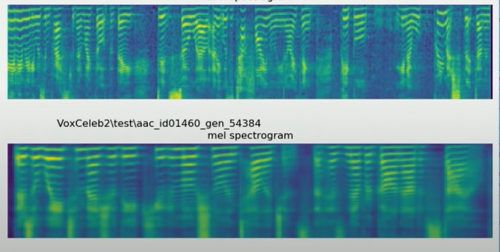 VoxCeleb2\test\aac_id01460_gen_54384
mel spectrogram